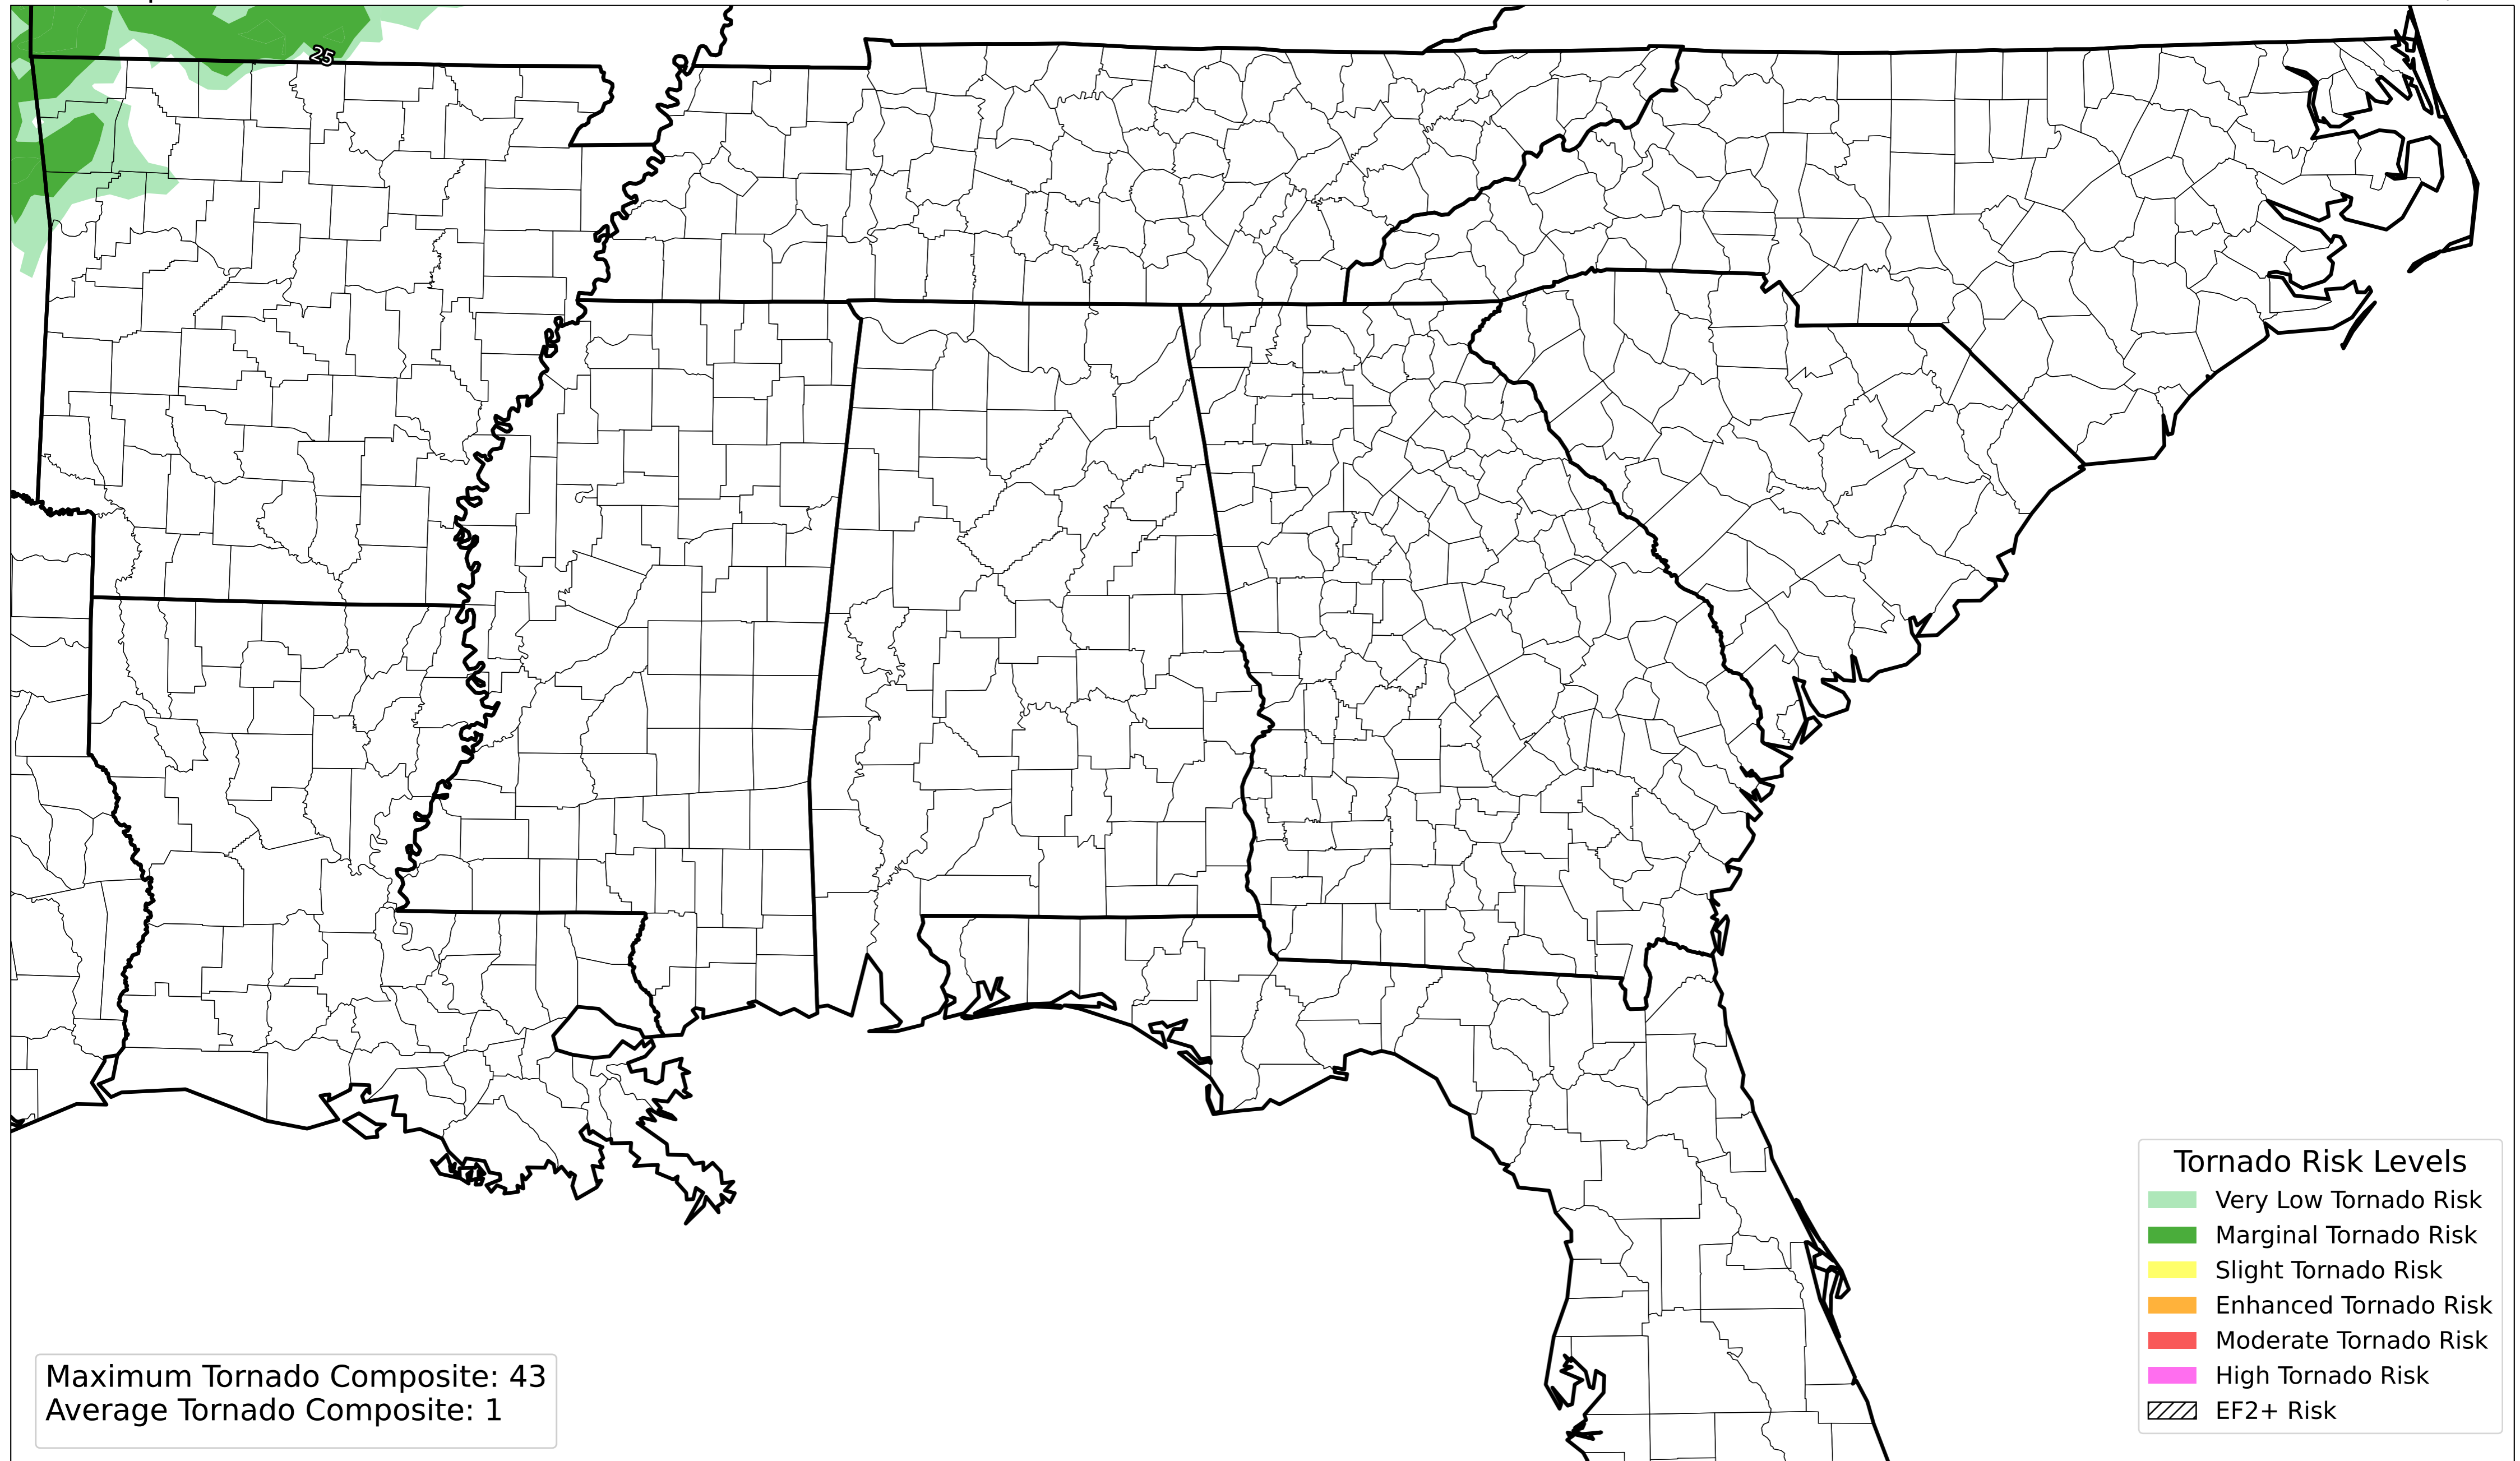 25
Tornado Risk Levels
Very Low Tornado Risk
Marginal Tornado Risk
Slight Tornado Risk
Enhanced Tornado Risk
Moderate Tornado Risk
High Tornado Risk
EF2+ Risk
Maximum Tornado Composite: 43
Average Tornado Composite: 1